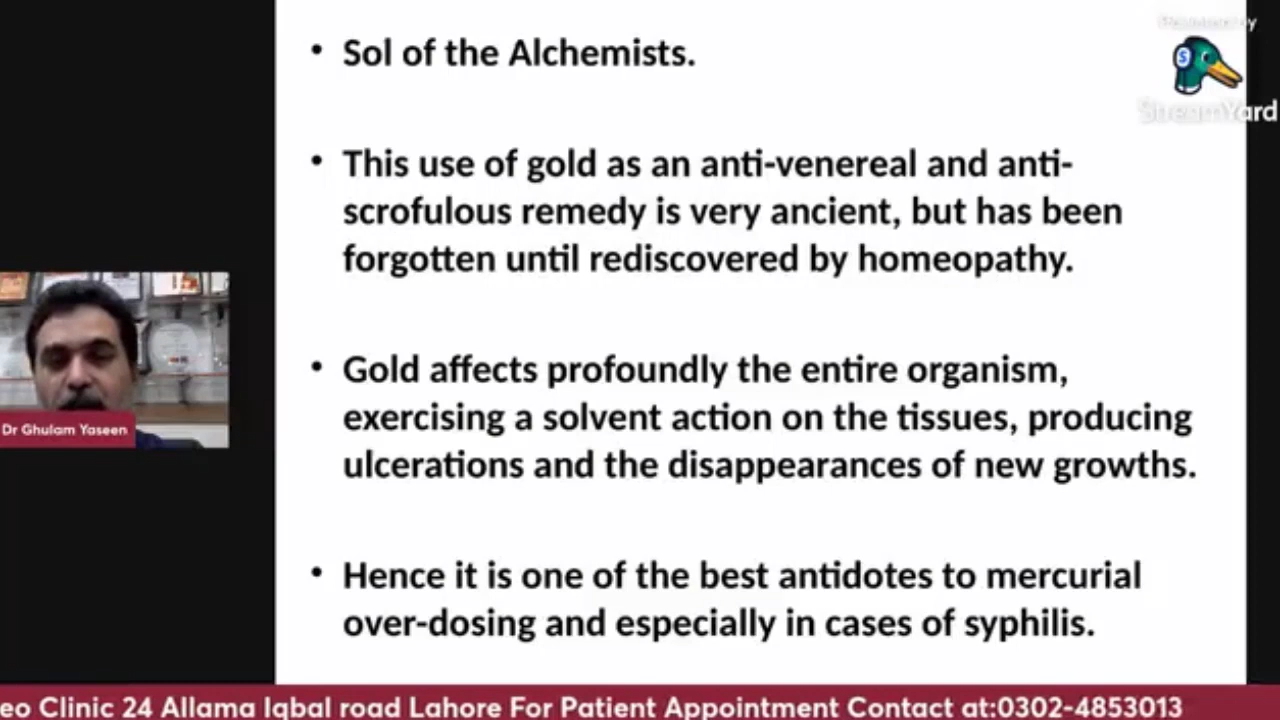 Powered by
StreamYard
• Sol of the Alchemists.
• This use of gold as an anti-venereal and anti-
scrofulous remedy is very ancient, but has been
forgotten until rediscovered by homeopathy.
• Gold affects profoundly the entire organism,
exercising a solvent action on the tissues, producing
ulcerations and the disappearances of new growths.
• Hence it is one of the best antidotes to mercurial
over-dosing and especially in cases of syphilis.
Dr Ghulam Yaseen
eo Clinic 24 Allama Iqbal road Lahore For Patient Appointment Contact at:0302-4853013